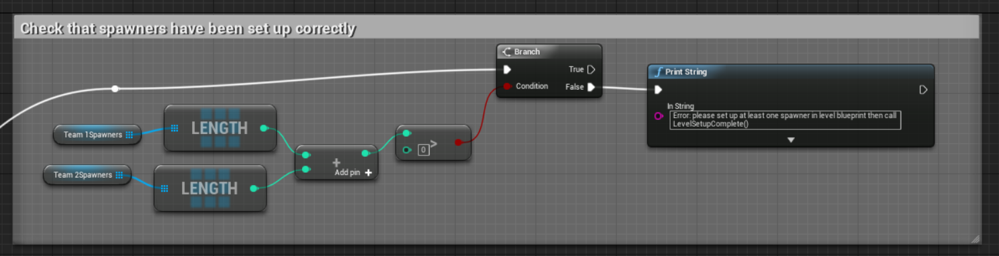 Check that spawners have been set up correctly
Branch
True
Condition
False
Print String
In String
Error: please set up at least one spawner in level blueprint then call
LevelSetupComplete()
Team 1Spawners
LENGTH
Team 2Spawners
LENGTH
+
Add pin +
0
>